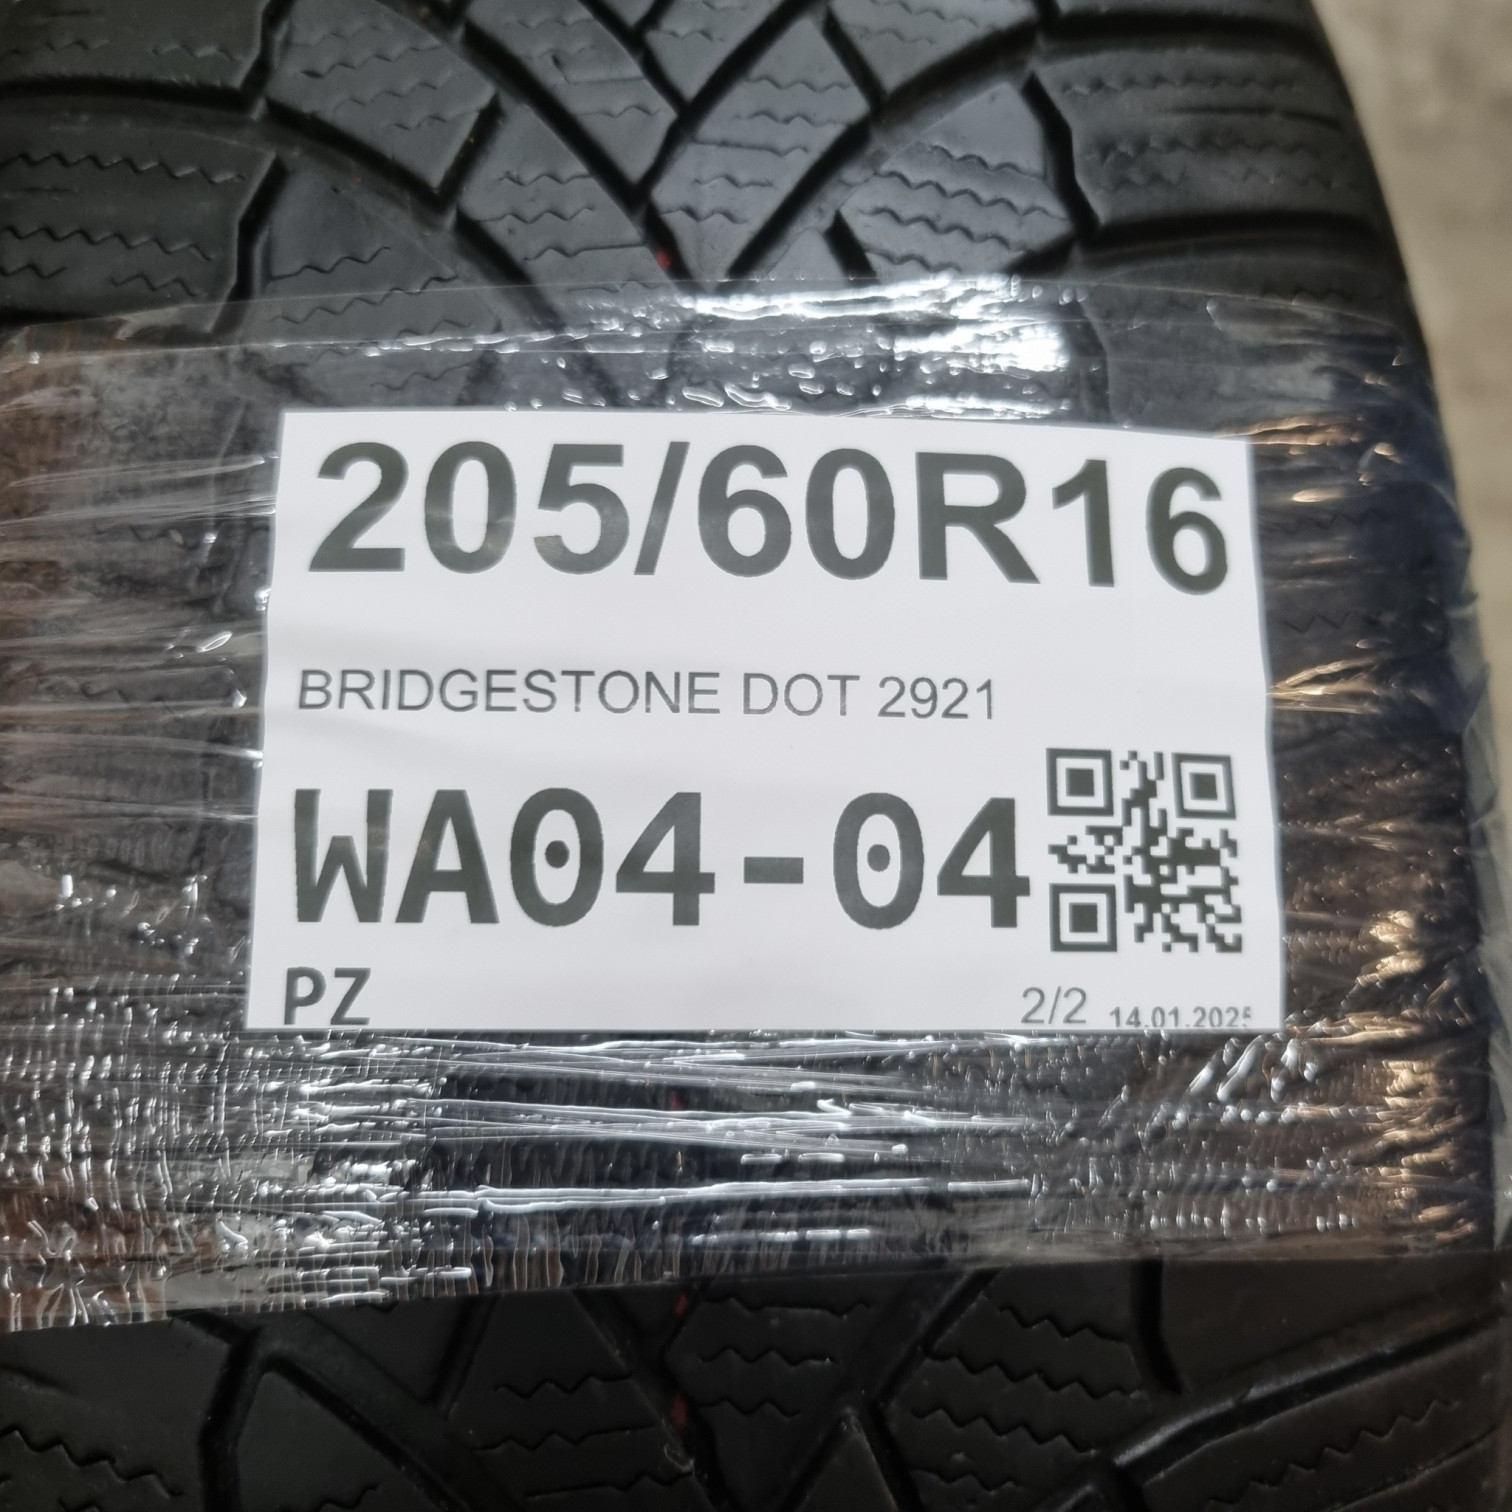 205/60R16
BRIDGESTONE DOT 2921
WA04-04
PZ
2/2 14.01.2025